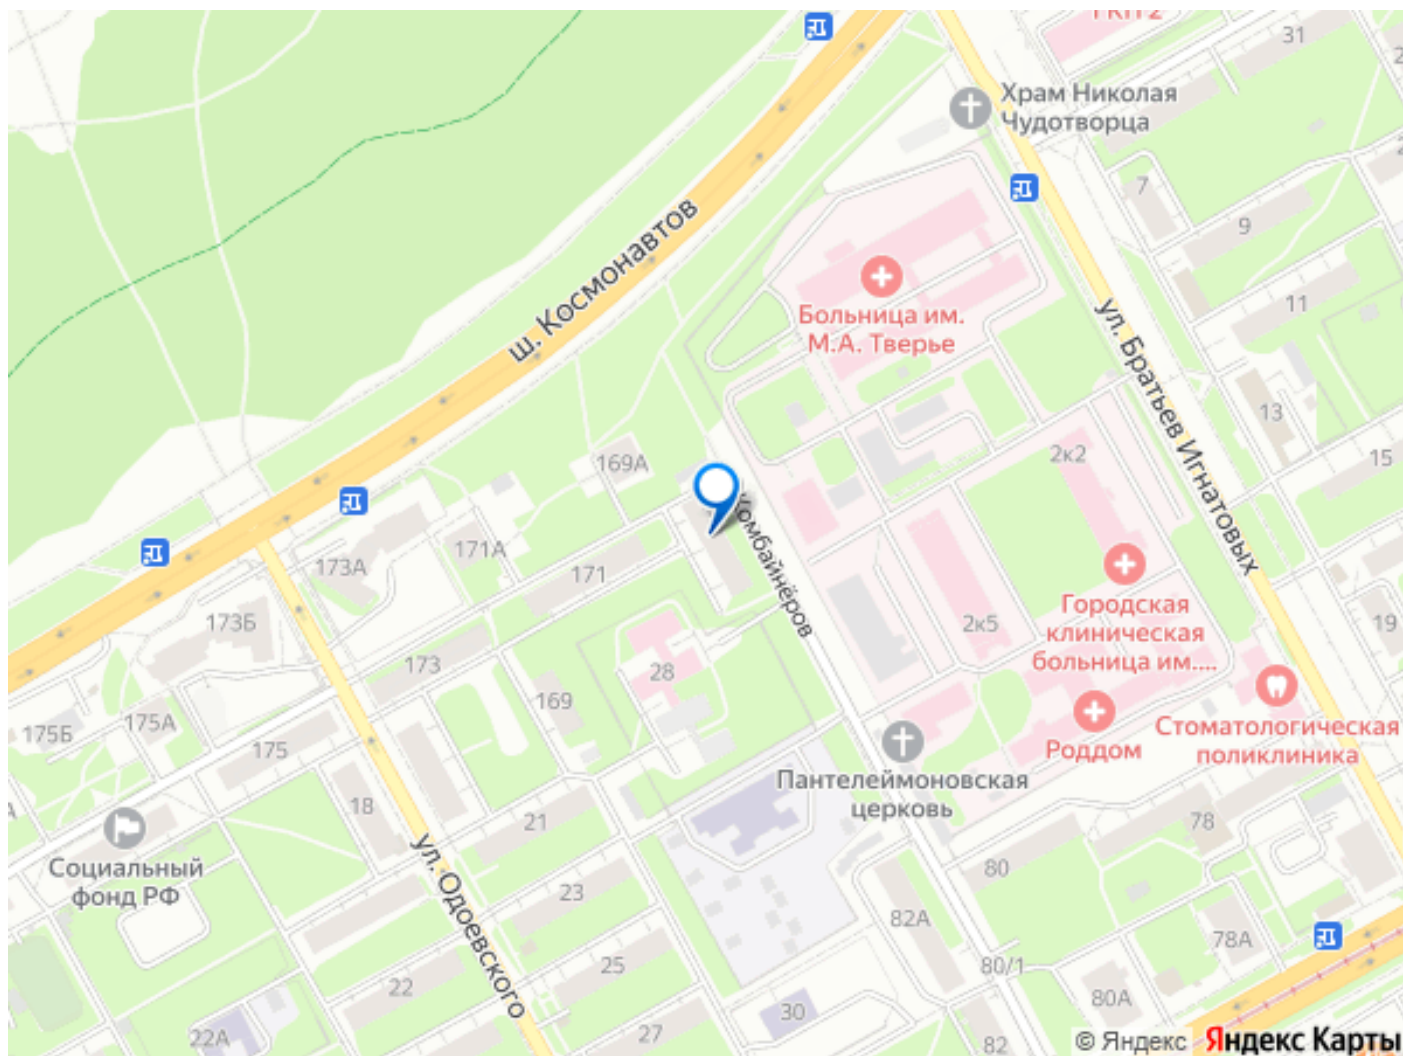 31
Храм Николая
Чудотворца
7
9
ш. Космонавтов
Больница им.
М.А. Тверье
11
ул. Братьев Игнатовых
13
2к2
15
169А
171А
173А
171
Комбайнёров
173Б
Городская
клиническая
больница им....
2к5
19
173
28
169
175А
175Б
175
Роддом
Стоматологическая
поликлиника
Пантелеймоновская
церковь
18
21
78
Социальный
фонд РФ
ул. Одоевского
80
23
82А
78А
25
80/1
22
80А
30
22А
27
82
© Яндекс Яндекс Карты